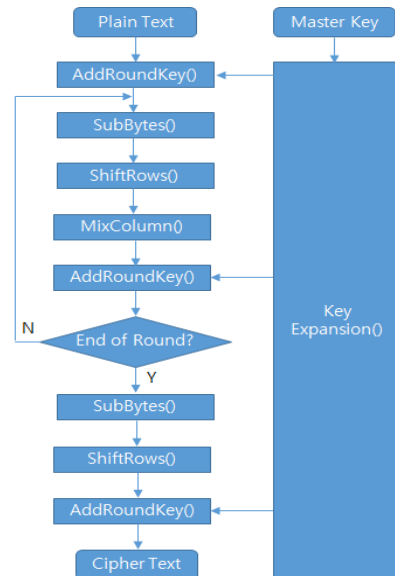 Plain Text
Master Key
AddRoundKey()
SubBytes()
ShiftRows()
MixColumn()
AddRoundKey()
Key
Expansion()
N
End of Round?
Y
SubBytes()
ShiftRows()
AddRoundKey()
Cipher Text